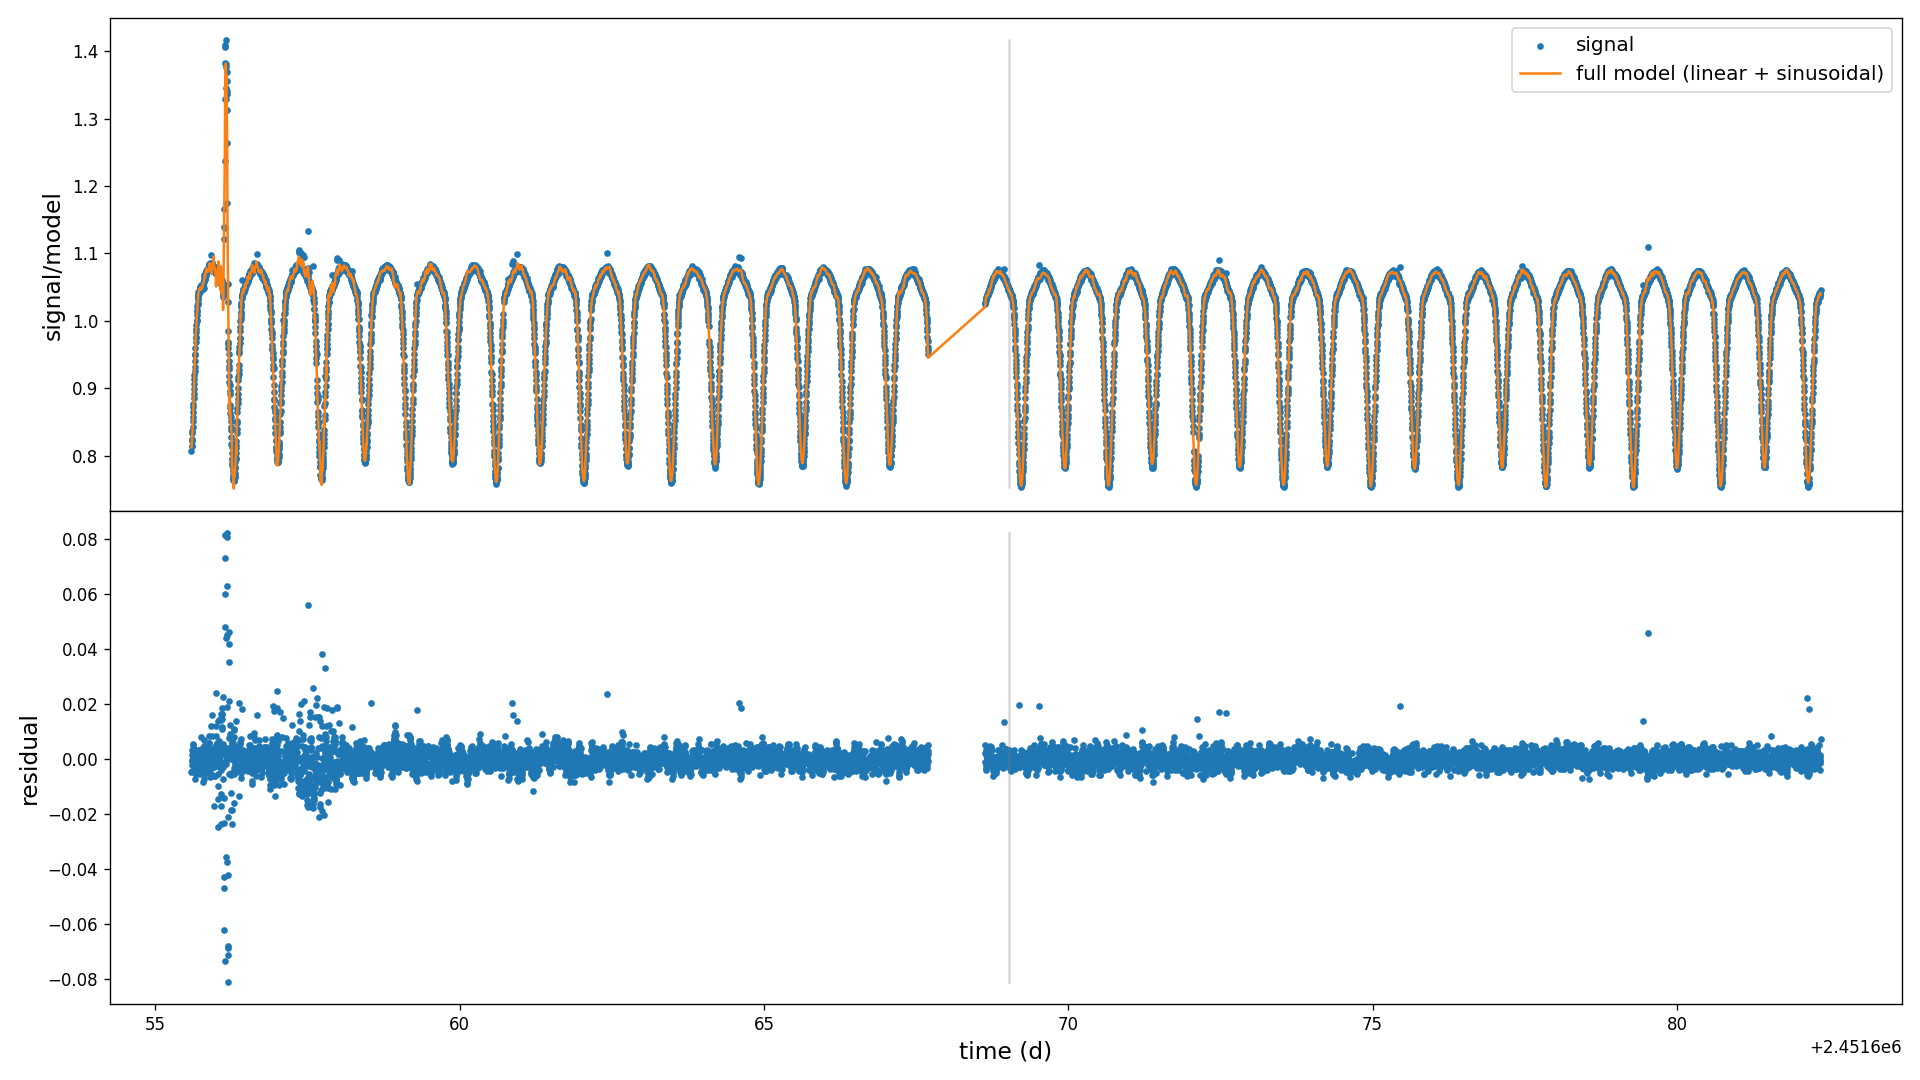 signal
full model (linear + sinusoidal)
1.4
1.3
1.2
1.1
1.0
0.9
0.8
signal/model
0.08
0.06
0.04
0.02
0.00
−0.02
−0.04
−0.06
−0.08
residual
55 60 65 70 75 80
time (d)
+2.4516e6